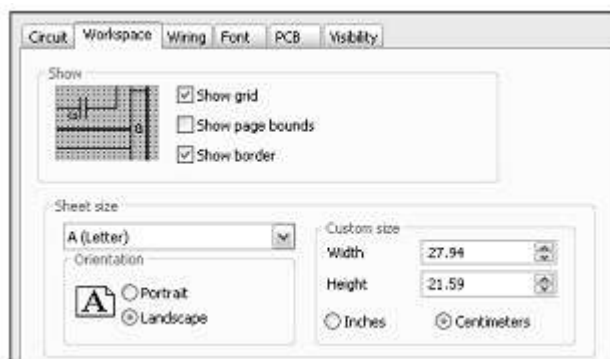 Circuit Workspace Wiring Font PCB Visibility
Show
Show grid
Show page bounds
Show border
Sheet size
A (Letter)
Orientation
A
Portrait
Landscape
Custom size
Width 27.94
Height 21.59
Inches Centimeters